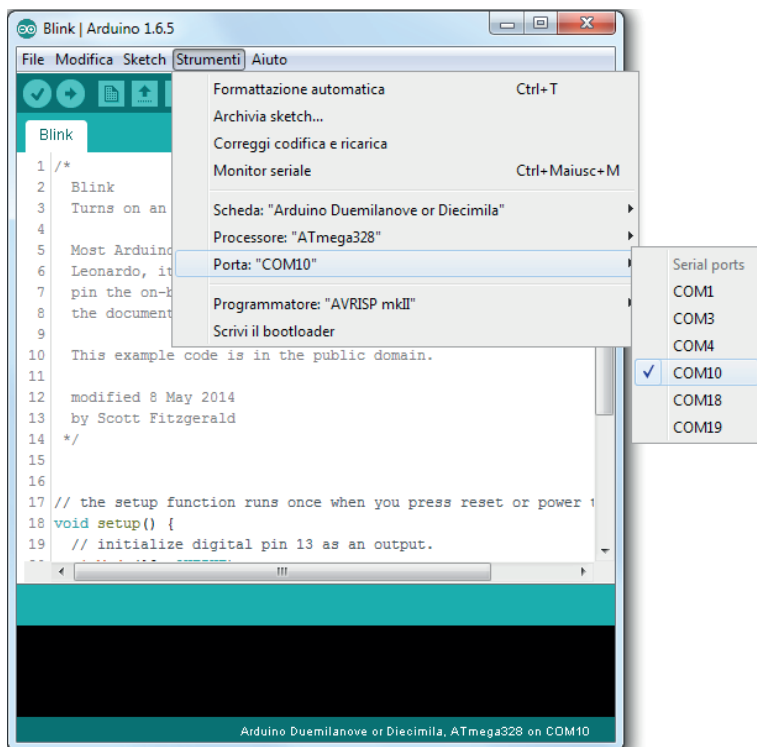 Blink | Arduino 1.6.5
File Modifica Sketch Strumenti Aiuto
Formattazione automatica Ctrl+T
Archivia sketch...
Correggi codifica e ricarica
Monitor seriale Ctrl+Maiusc+M
Scheda: "Arduino Duemilanove or Diecimila"
Processore: "ATmega328"
Porta: "COM10"
Programmatore: "AVRISP mkII"
Scrivi il bootloader
Serial ports
COM1
COM3
COM4
COM10
COM18
COM19
Blink
1 /*
2 Blink
3 Turns on an
4
5 Most Arduino
6 Leonardo, it
7 pin the on-b
8 the document
9
10 This example code is in the public domain.
11
12 modified 8 May 2014
13 by Scott Fitzgerald
14 */
15
16
17 // the setup function runs once when you press reset or power
18 void setup() {
19 // initialize digital pin 13 as an output.
Arduino Duemilanove or Diecimila, ATmega328 on COM10